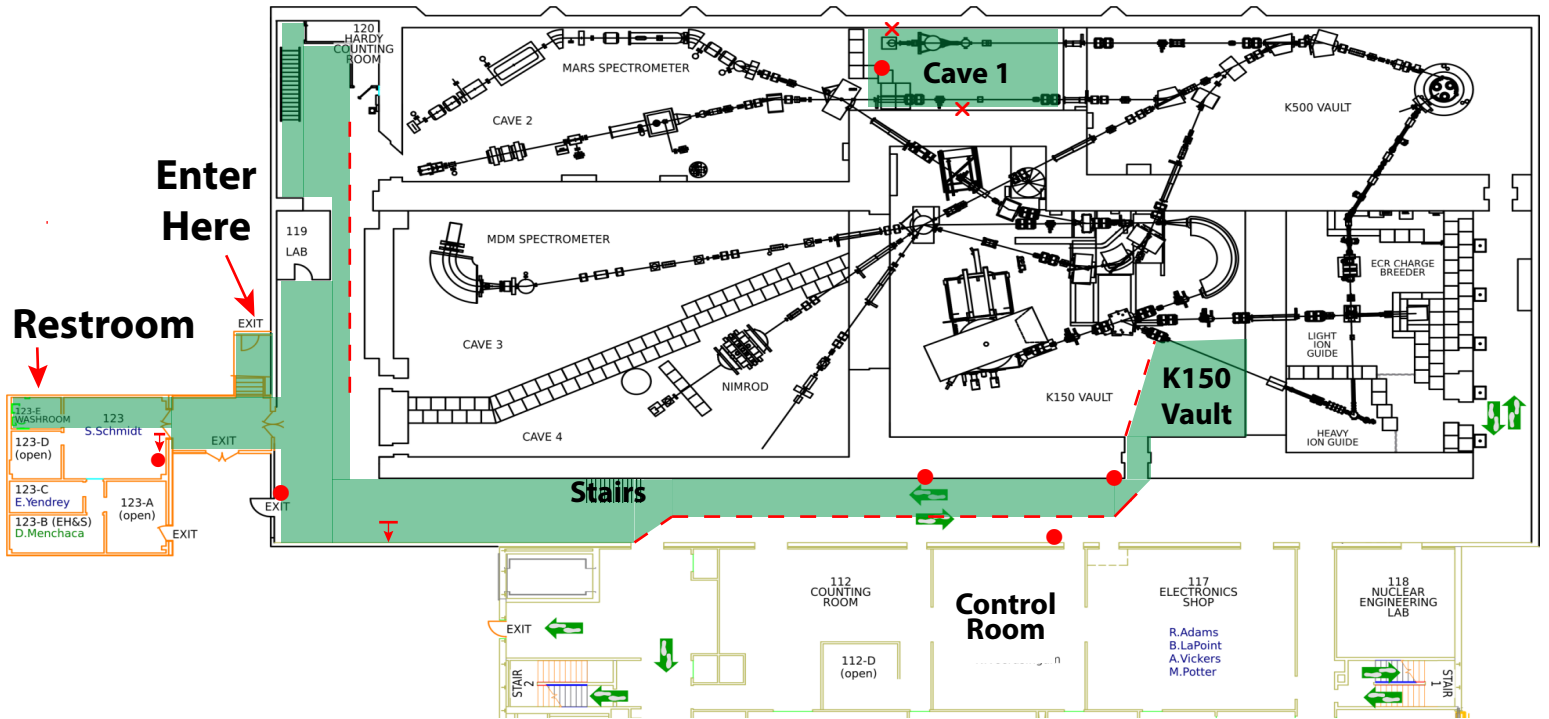 120
HARDY
COUNTING
ROOM
MARS SPECTROMETER
Cave 1
K500 VAULT
CAVE 2
Enter
Here
119
LAB
MDM SPECTROMETER
ECR CHARGE
BREEDER
Restroom
EXIT
CAVE 3
LIGHT
ION
GUIDE
NIMROD
K150 VAULT
K150
Vault
123-E
WASHROOM
123
S.Schmidt
EXIT
CAVE 4
HEAVY
ION GUIDE
123-D
(open)
123-C
E.Yendrey
123-A
(open)
Stairs
EXIT
123-B (EH&S)
D.Menchaca
EXIT
112
COUNTING
ROOM
Control
Room
117
ELECTRONICS
SHOP
118
NUCLEAR
ENGINEERING
LAB
EXIT
R.Adams
B.LaPoint
A.Vickers
M.Potter
112-D
(open)
STAIR
2
STAIR
1